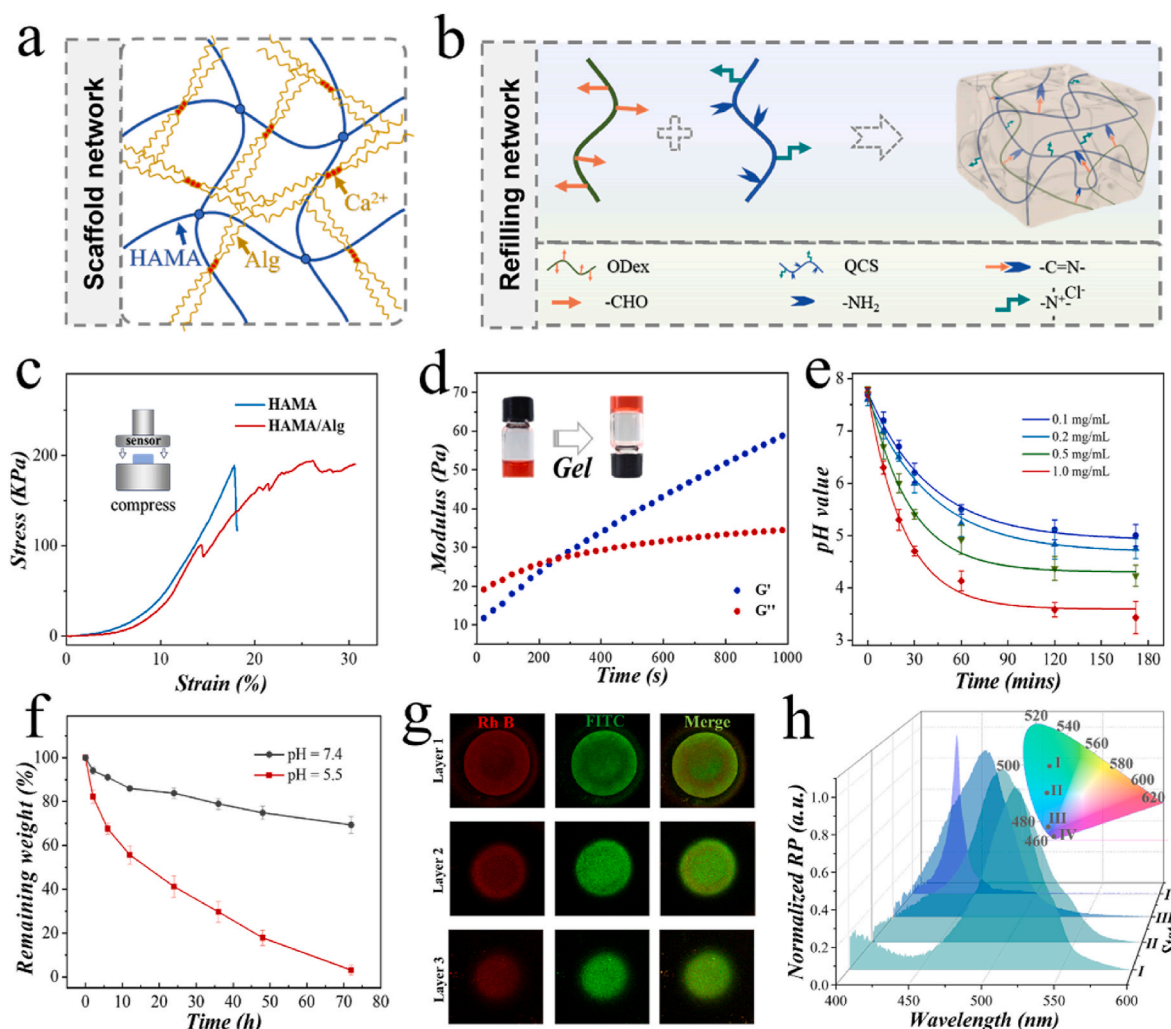 a
Scaffold network
Ca²⁺
HAMA
Alg
b
Refilling network
ODex
QCS
-C=N-
-CHO
-NH₂
-N⁺- Cl⁻
c
HAMA
HAMA/Alg
sensor
compress
Stress (KPa)
300
200
100
0
0 10 20 30
Strain (%)
d
Gel
Modulus (Pa)
70
60
50
40
30
20
10
G'
G''
0 200 400 600 800 1000
Time (s)
e
0.1 mg/mL
0.2 mg/mL
0.5 mg/mL
1.0 mg/mL
pH value
8
7
6
5
4
3
0 30 60 90 120 150 180
Time (mins)
f
pH = 7.4
pH = 5.5
Remaining weight (%)
120
100
80
60
40
20
0
0 10 20 30 40 50 60 70 80
Time (h)
g
Rh B
FITC
Merge
Layer 1
Layer 2
Layer 3
h
520
540
560
580
600
620
500
480
460
I
II
III
IV
Normalized RP (a.u.)
1.0
0.8
0.6
0.4
0.2
0.0
I
III
II
I
400 450 500 550 600
Wavelength (nm)